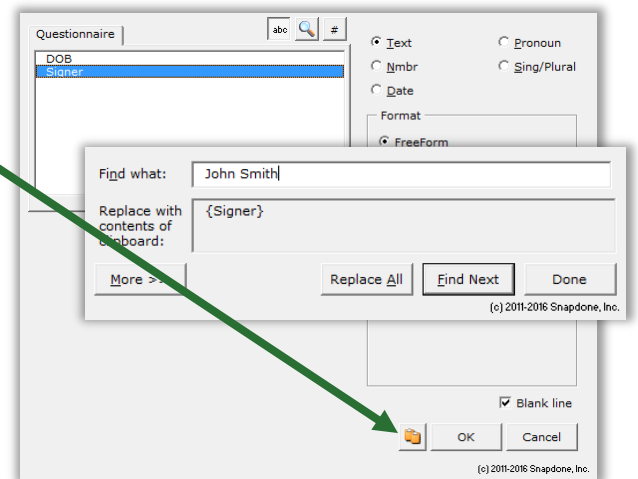 Questionnaire
abc
#
DOB
Signer
Text
Pronoun
Nmbr
Sing/Plural
Date
Format
FreeForm
Find what:
John Smith
Replace with
contents of
clipboard:
{Signer}
More >>
Replace All
Find Next
Done
(c) 2011-2016 Snapdone, Inc.
Blank line
OK
Cancel
(c) 2011-2016 Snapdone, Inc.